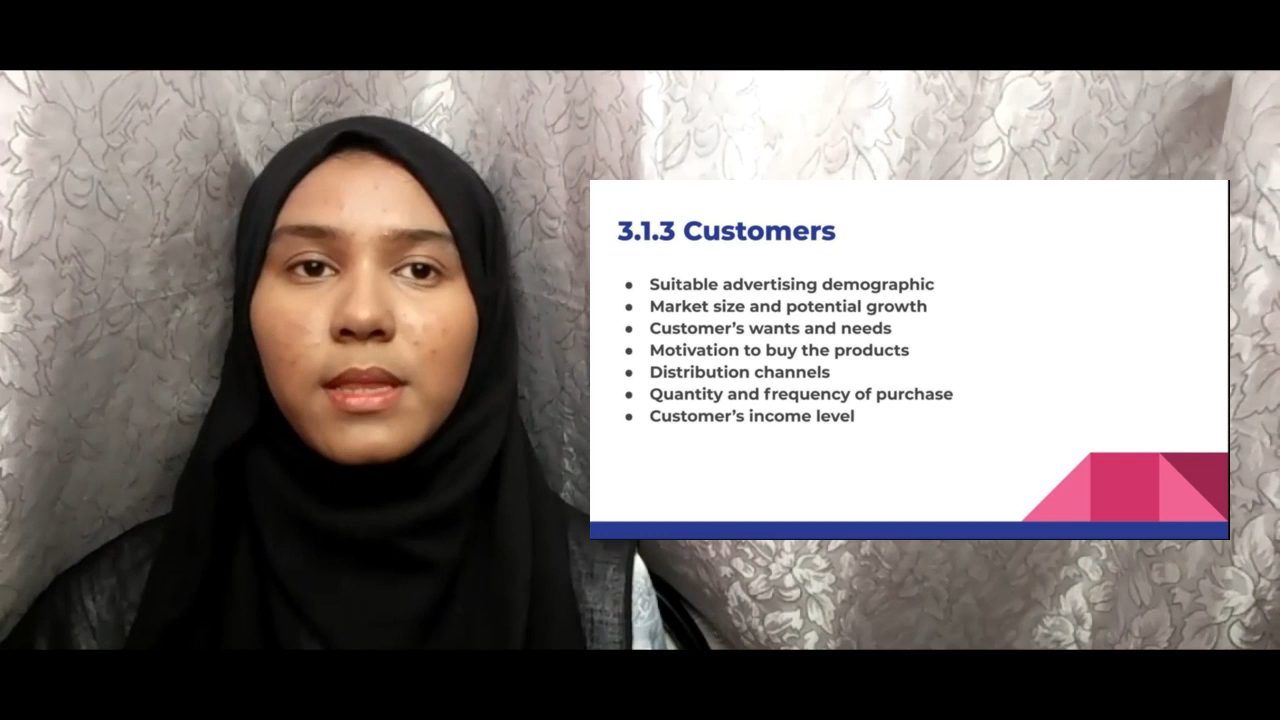 3.1.3 Customers
● Suitable advertising demographic
● Market size and potential growth
● Customer’s wants and needs
● Motivation to buy the products
● Distribution channels
● Quantity and frequency of purchase
● Customer’s income level